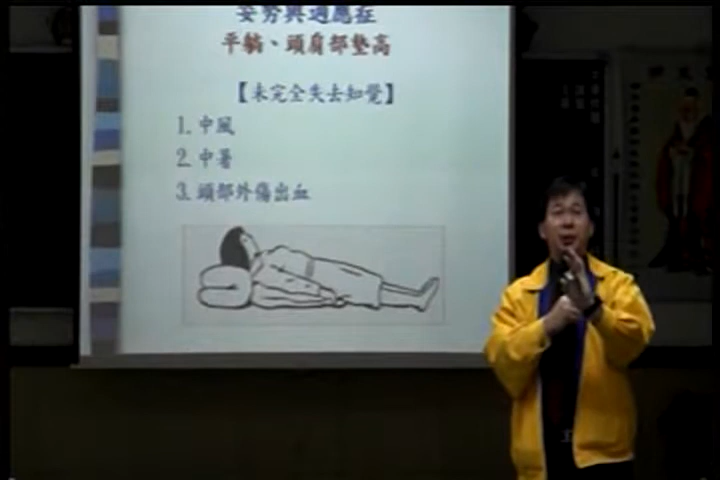 姿勢與適應症
平躺、頭肩部墊高
【未完全失去知覺】
1. 中風
2. 中暑
3. 頭部外傷出血